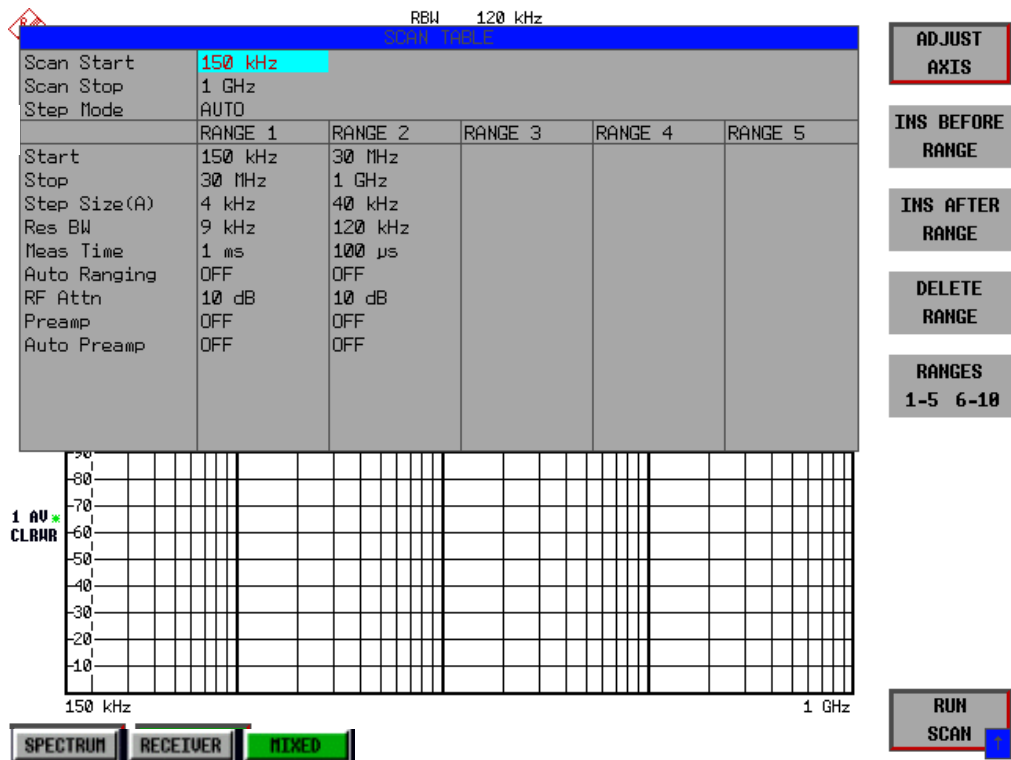 RBW 120 kHz
SCAN TABLE
Scan Start 150 kHz
Scan Stop 1 GHz
Step Mode AUTO
RANGE 1 RANGE 2 RANGE 3 RANGE 4 RANGE 5
Start 150 kHz 30 MHz
Stop 30 MHz 1 GHz
Step Size(A) 4 kHz 40 kHz
Res BW 9 kHz 120 kHz
Meas Time 1 ms 100 µs
Auto Ranging OFF OFF
RF Attn 10 dB 10 dB
Preamp OFF OFF
Auto Preamp OFF OFF
90
80
70
1 AV
CLRWR
60
50
40
30
20
10
150 kHz 1 GHz
SPECTRUM RECEIVER MIXED
ADJUST
AXIS
INS BEFORE
RANGE
INS AFTER
RANGE
DELETE
RANGE
RANGES
1-5 6-10
RUN
SCAN ↑